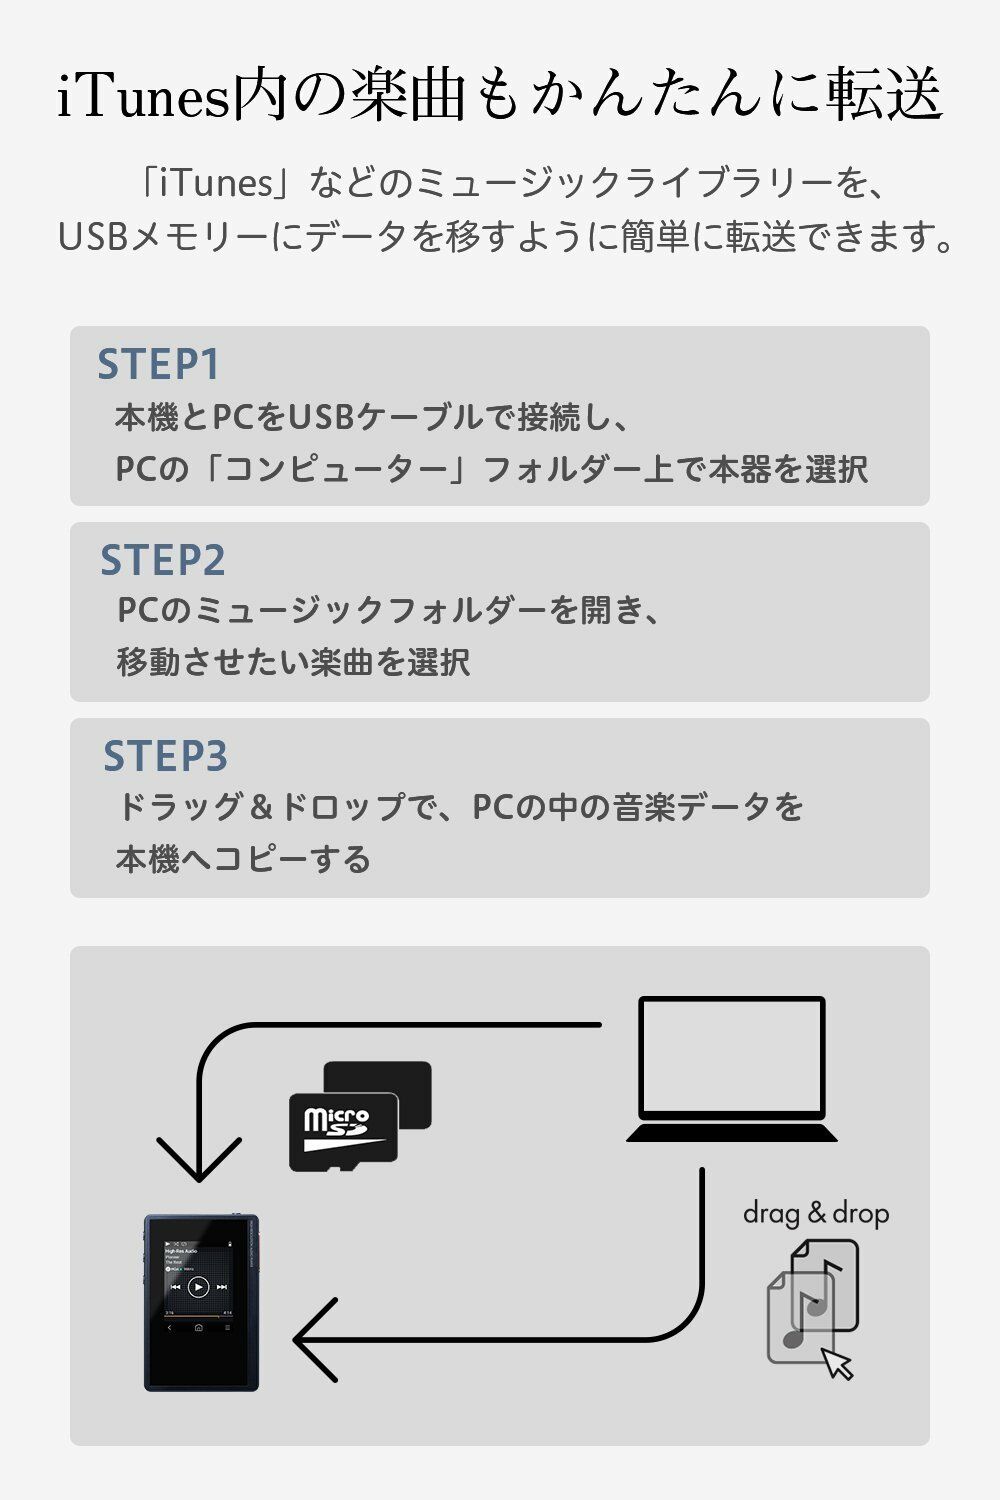 iTunes内の楽曲もかんたんに転送
「iTunes」などのミュージックライブラリーを、
USBメモリーにデータを移すように簡単に転送できます。
STEP1
本機とPCをUSBケーブルで接続し、
PCの「コンピューター」フォルダー上で本器を選択
STEP2
PCのミュージックフォルダーを開き、
移動させたい楽曲を選択
STEP3
ドラッグ＆ドロップで、PCの中の音楽データを
本機へコピーする
micro
SD
drag & drop
High-Res Audio
Pioneer
The Best